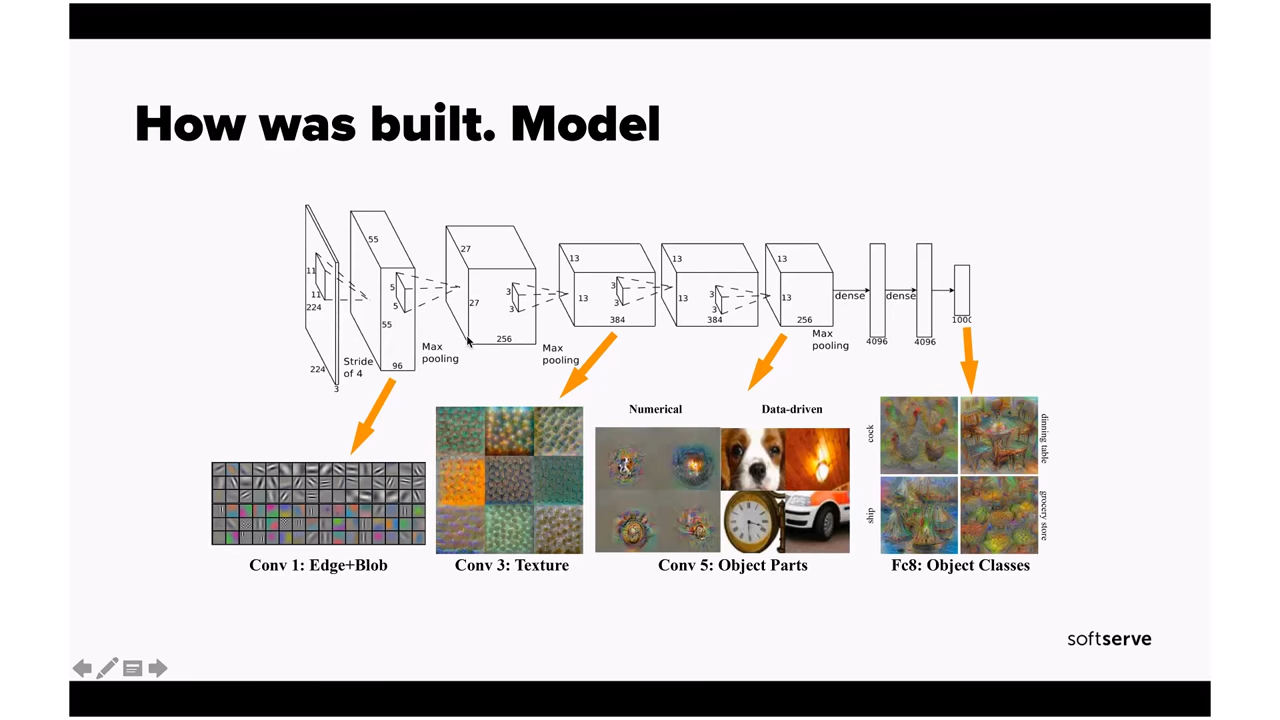 How was built. Model
11
11
224
224
3
Stride
of 4
55
55
5
5
96
Max
pooling
27
27
3
3
256
Max
pooling
13
13
3
3
384
13
13
3
3
384
13
13
256
Max
pooling
dense
4096
dense
4096
1000
Numerical
Data-driven
cock
dinning table
ship
grocery store
Conv 1: Edge+Blob
Conv 3: Texture
Conv 5: Object Parts
Fc8: Object Classes
softserve